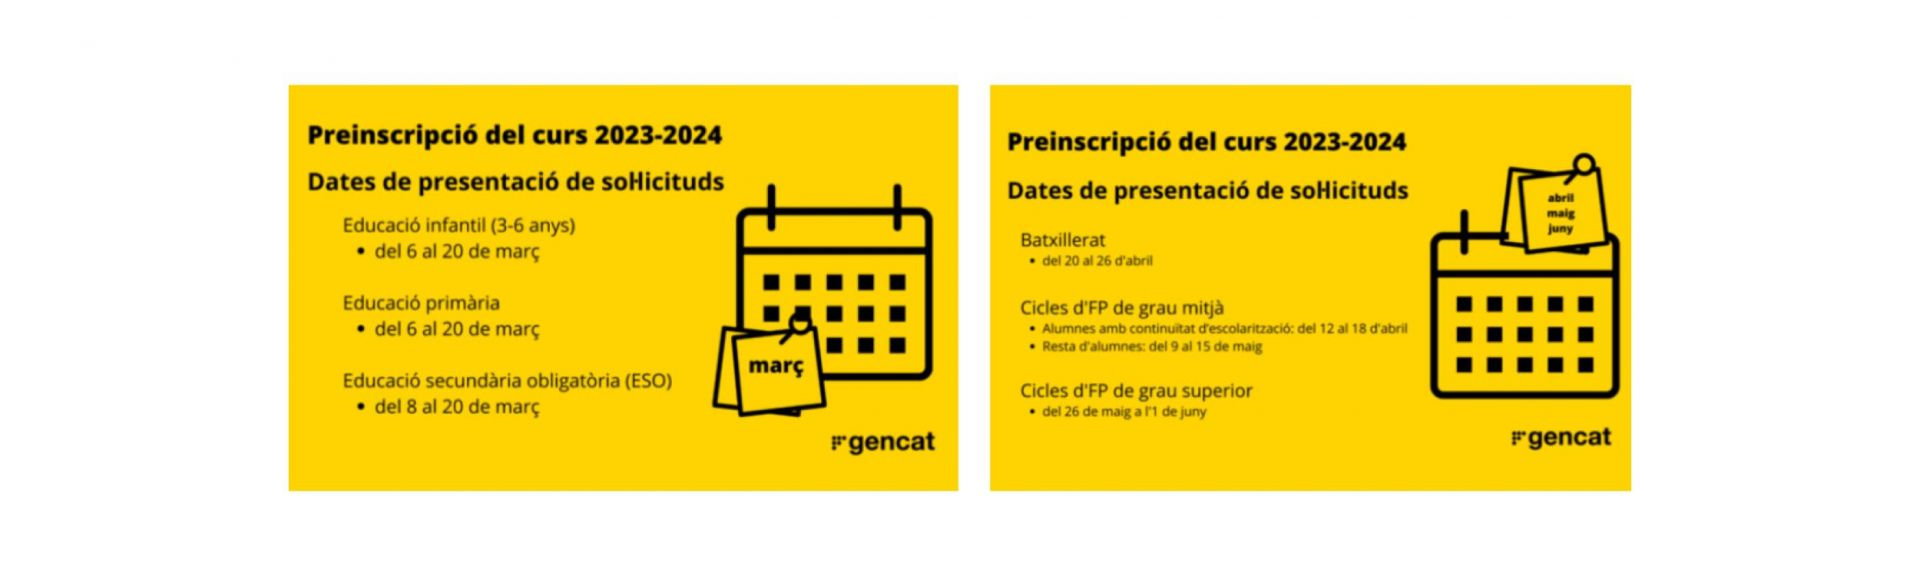 Preinscripció del curs 2023-2024
Dates de presentació de sol·licituds
Educació infantil (3-6 anys)
• del 6 al 20 de març
Educació primària
• del 6 al 20 de març
Educació secundària obligatòria (ESO)
• del 8 al 20 de març
març
gencat
Preinscripció del curs 2023-2024
Dates de presentació de sol·licituds
Batxillerat
• del 20 al 26 d'abril
Cicles d'FP de grau mitjà
• Alumnes amb continuïtat d'escolarització: del 12 al 18 d'abril
• Resta d'alumnes: del 9 al 15 de maig
Cicles d'FP de grau superior
• del 26 de maig a l'1 de juny
abril
maig
juny
gencat